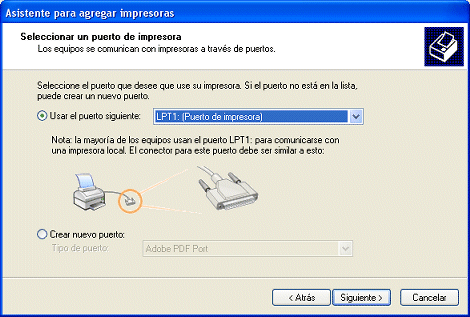 Asistente para agregar impresoras
Seleccionar un puerto de impresora
Los equipos se comunican con impresoras a través de puertos.
Seleccione el puerto que desee que use su impresora. Si el puerto no está en la lista,
puede crear un nuevo puerto.
Usar el puerto siguiente: LPT1: (Puerto de impresora)
Nota: la mayoría de los equipos usan el puerto LPT1: para comunicarse con
una impresora local. El conector para este puerto debe ser similar a esto:
Crear nuevo puerto:
Tipo de puerto: Adobe PDF Port
< Atrás Siguiente > Cancelar